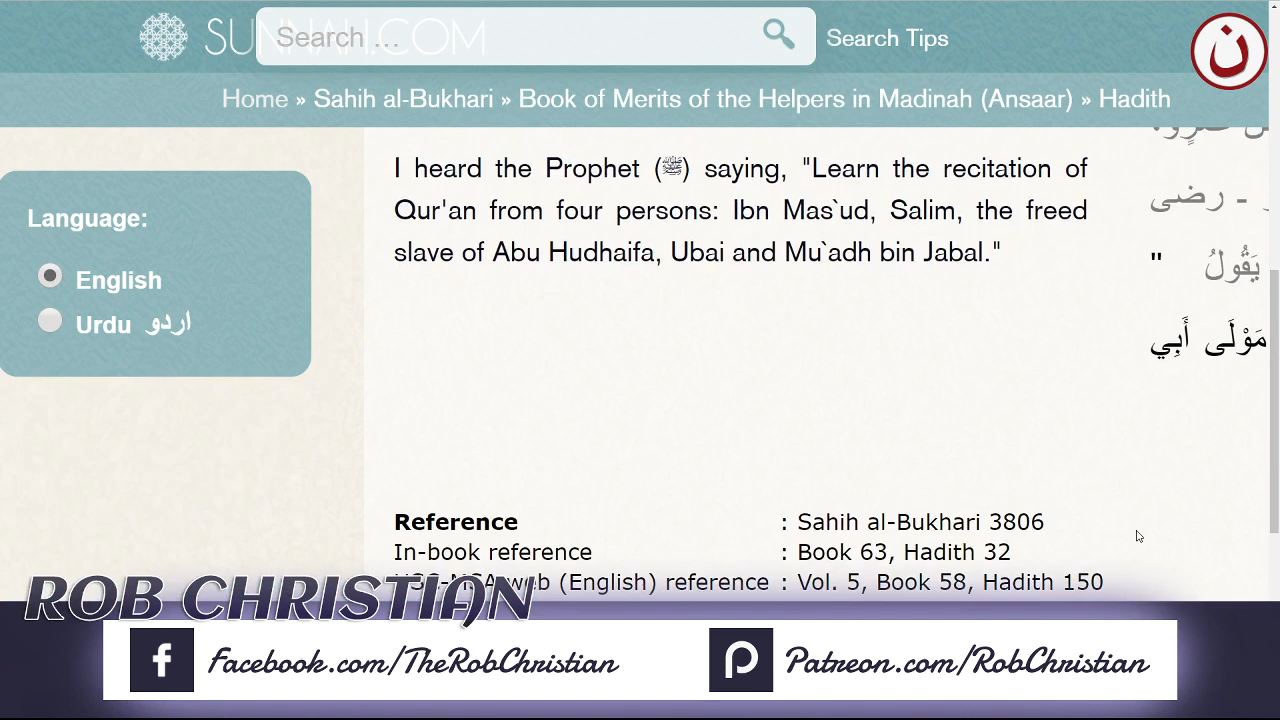 SUNNAH.COM
Search …
Search Tips
ن
Home » Sahih al-Bukhari » Book of Merits of the Helpers in Madinah (Ansaar) » Hadith
I heard the Prophet (ﷺ) saying, "Learn the recitation of
Qur'an from four persons: Ibn Mas`ud, Salim, the freed
slave of Abu Hudhaifa, Ubai and Mu`adh bin Jabal."
ـ رضى
يَقُولُ "
مَوْلَى أَبِي
Language:
English
Urdu اردو
Reference : Sahih al-Bukhari 3806
In-book reference : Book 63, Hadith 32
web (English) reference : Vol. 5, Book 58, Hadith 150
ROB CHRISTIAN
Facebook.com/TheRobChristian
Patreon.com/RobChristian